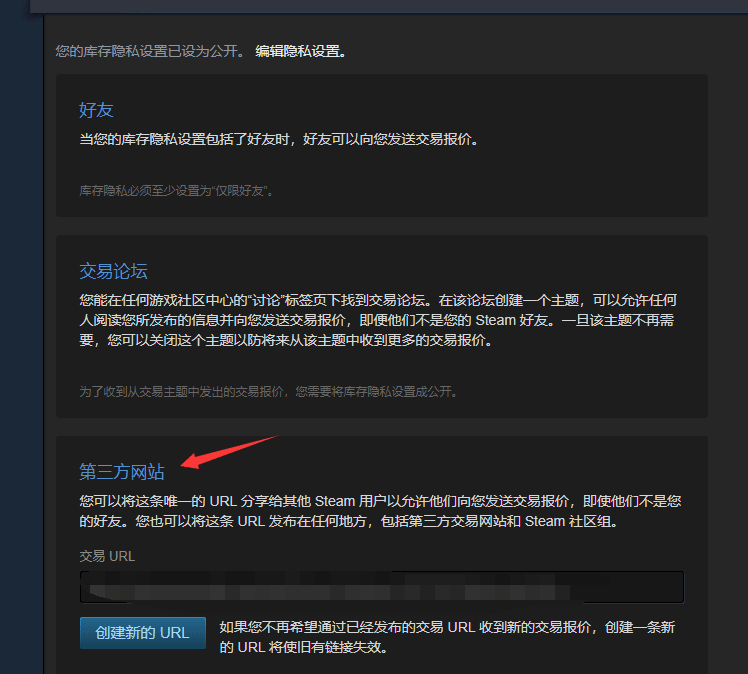 您的库存隐私设置已设为公开。 编辑隐私设置。
好友
当您的库存隐私设置包括了好友时，好友可以向您发送交易报价。
库存隐私必须至少设置为“仅限好友”。
交易论坛
您能在任何游戏社区中心的“讨论”标签页下找到交易论坛。在该论坛创建一个主题，可以允许任何
人阅读您所发布的信息并向您发送交易报价，即便他们不是您的 Steam 好友。一旦该主题不再需
要，您可以关闭这个主题以防将来从该主题中收到更多的交易报价。
为了收到从交易主题中发出的交易报价，您需要将库存隐私设置成公开。
第三方网站
您可以将这条唯一的 URL 分享给其他 Steam 用户以允许他们向您发送交易报价，即使他们不是您
的好友。您也可以将这条 URL 发布在任何地方，包括第三方交易网站和 Steam 社区组。
交易 URL
创建新的 URL
如果您不再希望通过已经发布的交易 URL 收到新的交易报价，创建一条新
的 URL 将使旧有链接失效。